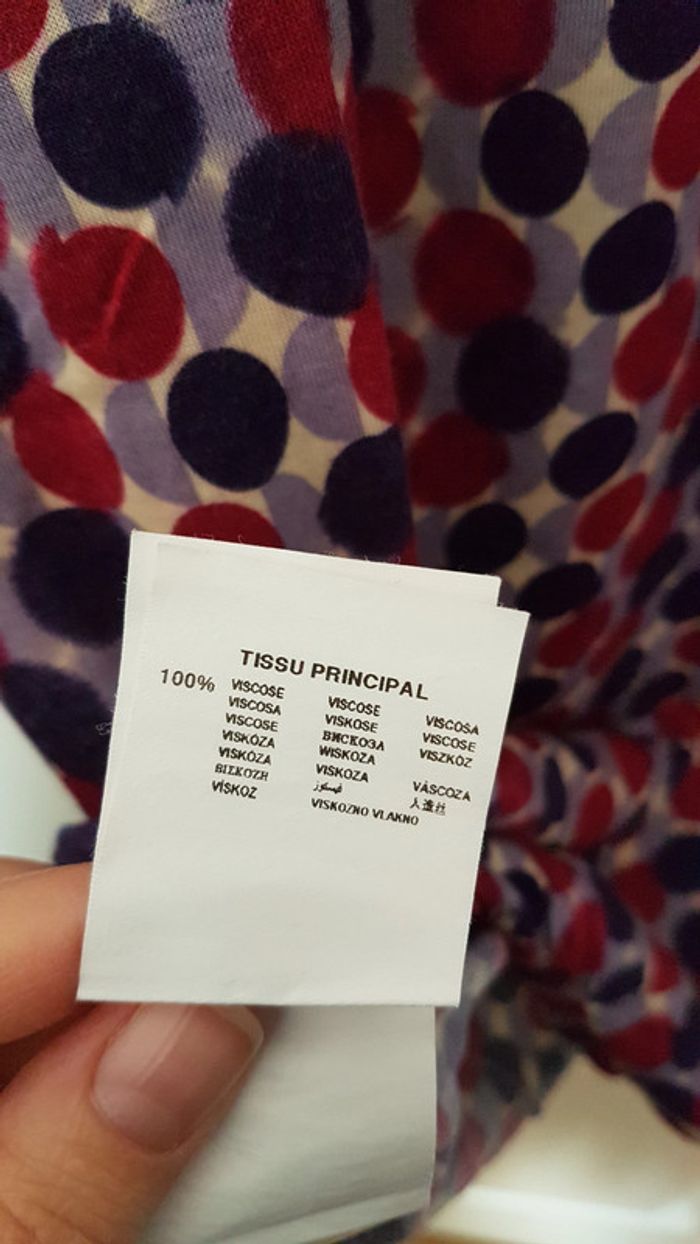 TISSU PRINCIPAL
100% VISCOSE VISCOSE VISCOSA
VISCOSA VISKOSE VISCOSE
VISCOSE ВИСКОЗА VISZKÓZ
VISKÓZA WISKOZA
VISKÓZA VISKOZA VÁSCOZA
ΒΙΣΚΟΖΗ فيسكوز 人造丝
VİSKOZ VISKOZNO VLAKNO